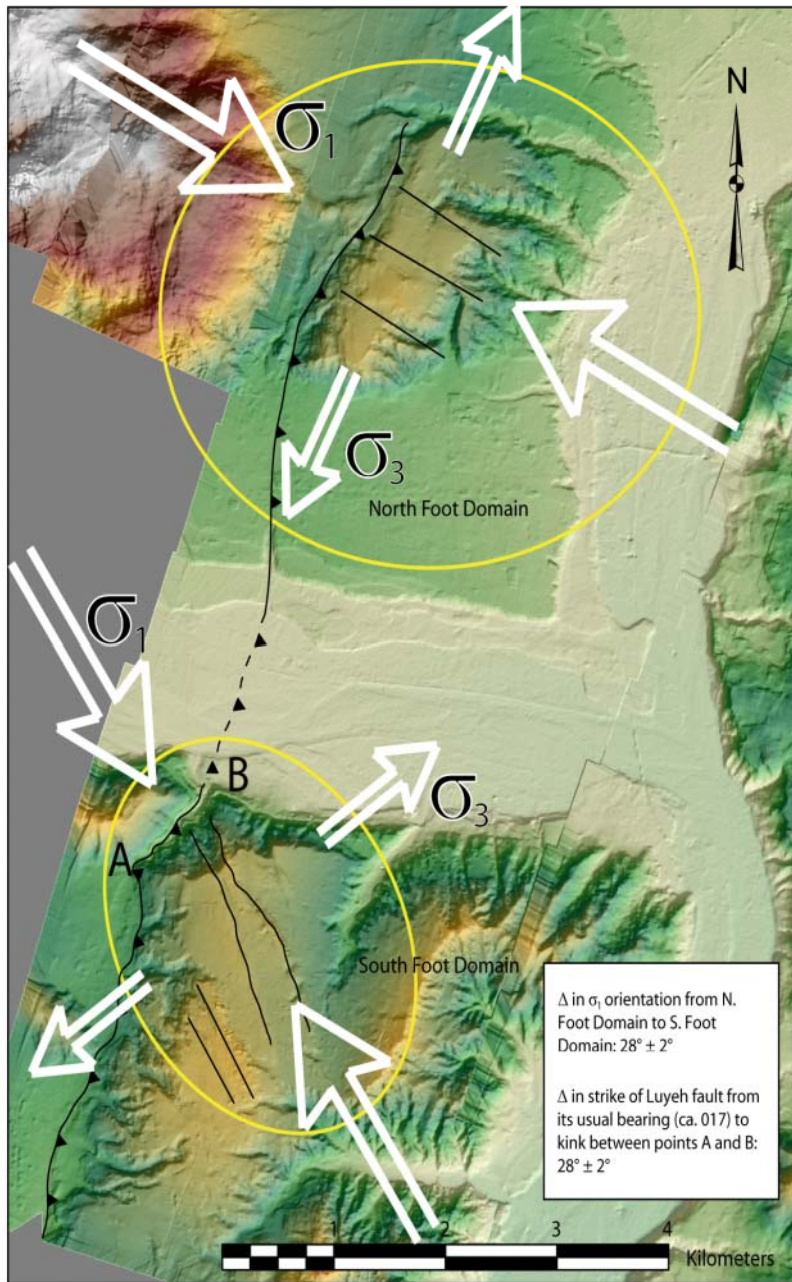 σ1
N
σ3
North Foot Domain
σ1
B
σ3
A
South Foot Domain
Δ in σ1 orientation from N.
Foot Domain to S. Foot
Domain: 28° ± 2°
Δ in strike of Luyeh fault from
its usual bearing (ca. 017) to
kink between points A and B:
28° ± 2°
1 2 3 4
Kilometers